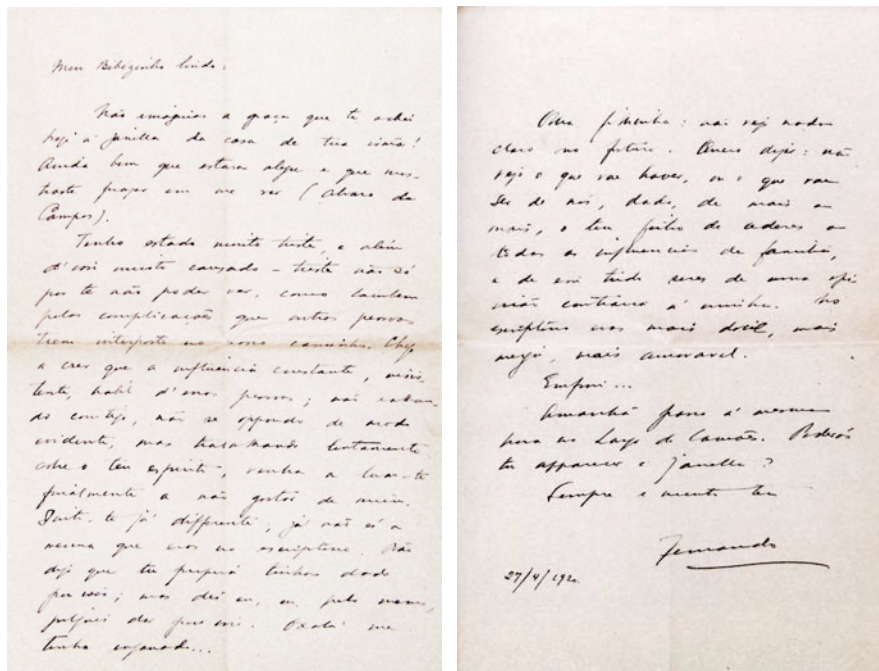 Meu Bebézinho lindo:
Não imaginas a graça que te achei
hoje á janella da casa de tua irmã!
Ainda bem que estavas alegre e que mos-
traste prazer em me ver (Alvaro de
Campos).
Tenho estado muito triste, e além
d'isso muito cansado - triste não só
por te não poder ver, como tambem
pelas complicações que outras pessoas
teem interposto no nosso caminho. Chego
a crer que a influencia constante, insis-
tente, habil d'essas pessoas; não ralhan-
do comtigo, não se oppondo de modo
evidente, mas trabalhando lentamente
sobre o teu espirito, venha a levar-te
finalmente a não gostar de mim.
Sinto-me já differente; já não és a
mesma que eras no escriptorio. Não
digo que tu propria tenhas dado
por isso; mas dei eu, ou, pelo menos,
julguei dar por isso. Oxalá me
tenha enganado...
Olha, filhinha: não vejo nada
claro no futuro. Quero dizer: não
vejo o que vae haver, ou o que vae
ser de nós, dado, de mais a
mais, o teu feitio de cederes a
todas as influencias de familia,
e de em tudo seres de uma opi-
nião contraria á minha. No
escriptorio eras mais docil, mais
meiga, mais amoravel.
Emfim...
Amanhã passo á mesma
hora no Largo de Camões. Poderás
tu apparecer á janella?
Sempre e muito teu
Fernando
27/4/1920.